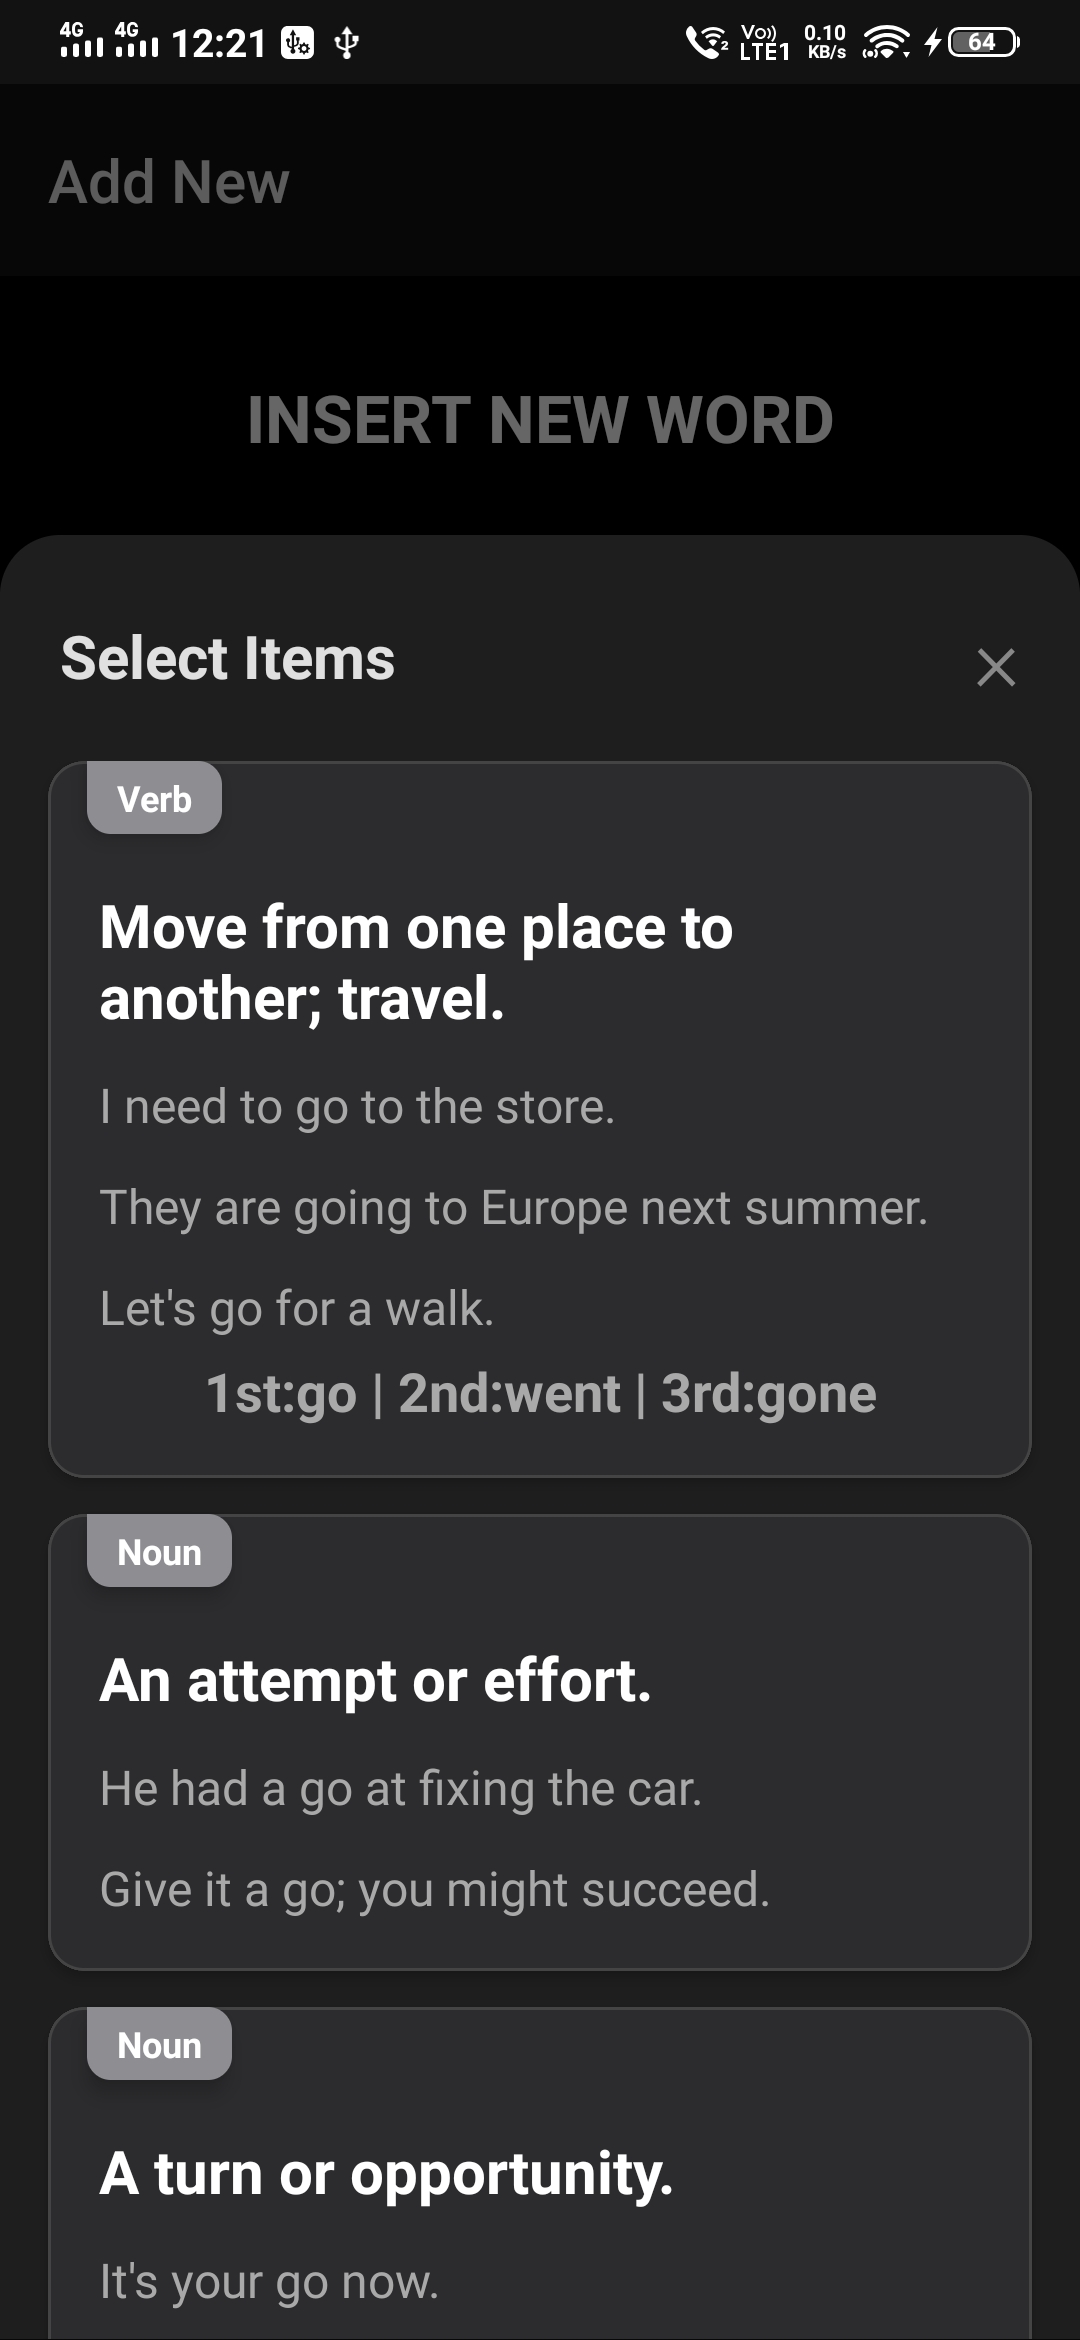 4G 4G 12:21 2 Vo)) LTE1 0.10 KB/s 64
Add New
INSERT NEW WORD
Select Items
Verb
Move from one place to
another; travel.
I need to go to the store.
They are going to Europe next summer.
Let's go for a walk.
1st:go | 2nd:went | 3rd:gone
Noun
An attempt or effort.
He had a go at fixing the car.
Give it a go; you might succeed.
Noun
A turn or opportunity.
It's your go now.